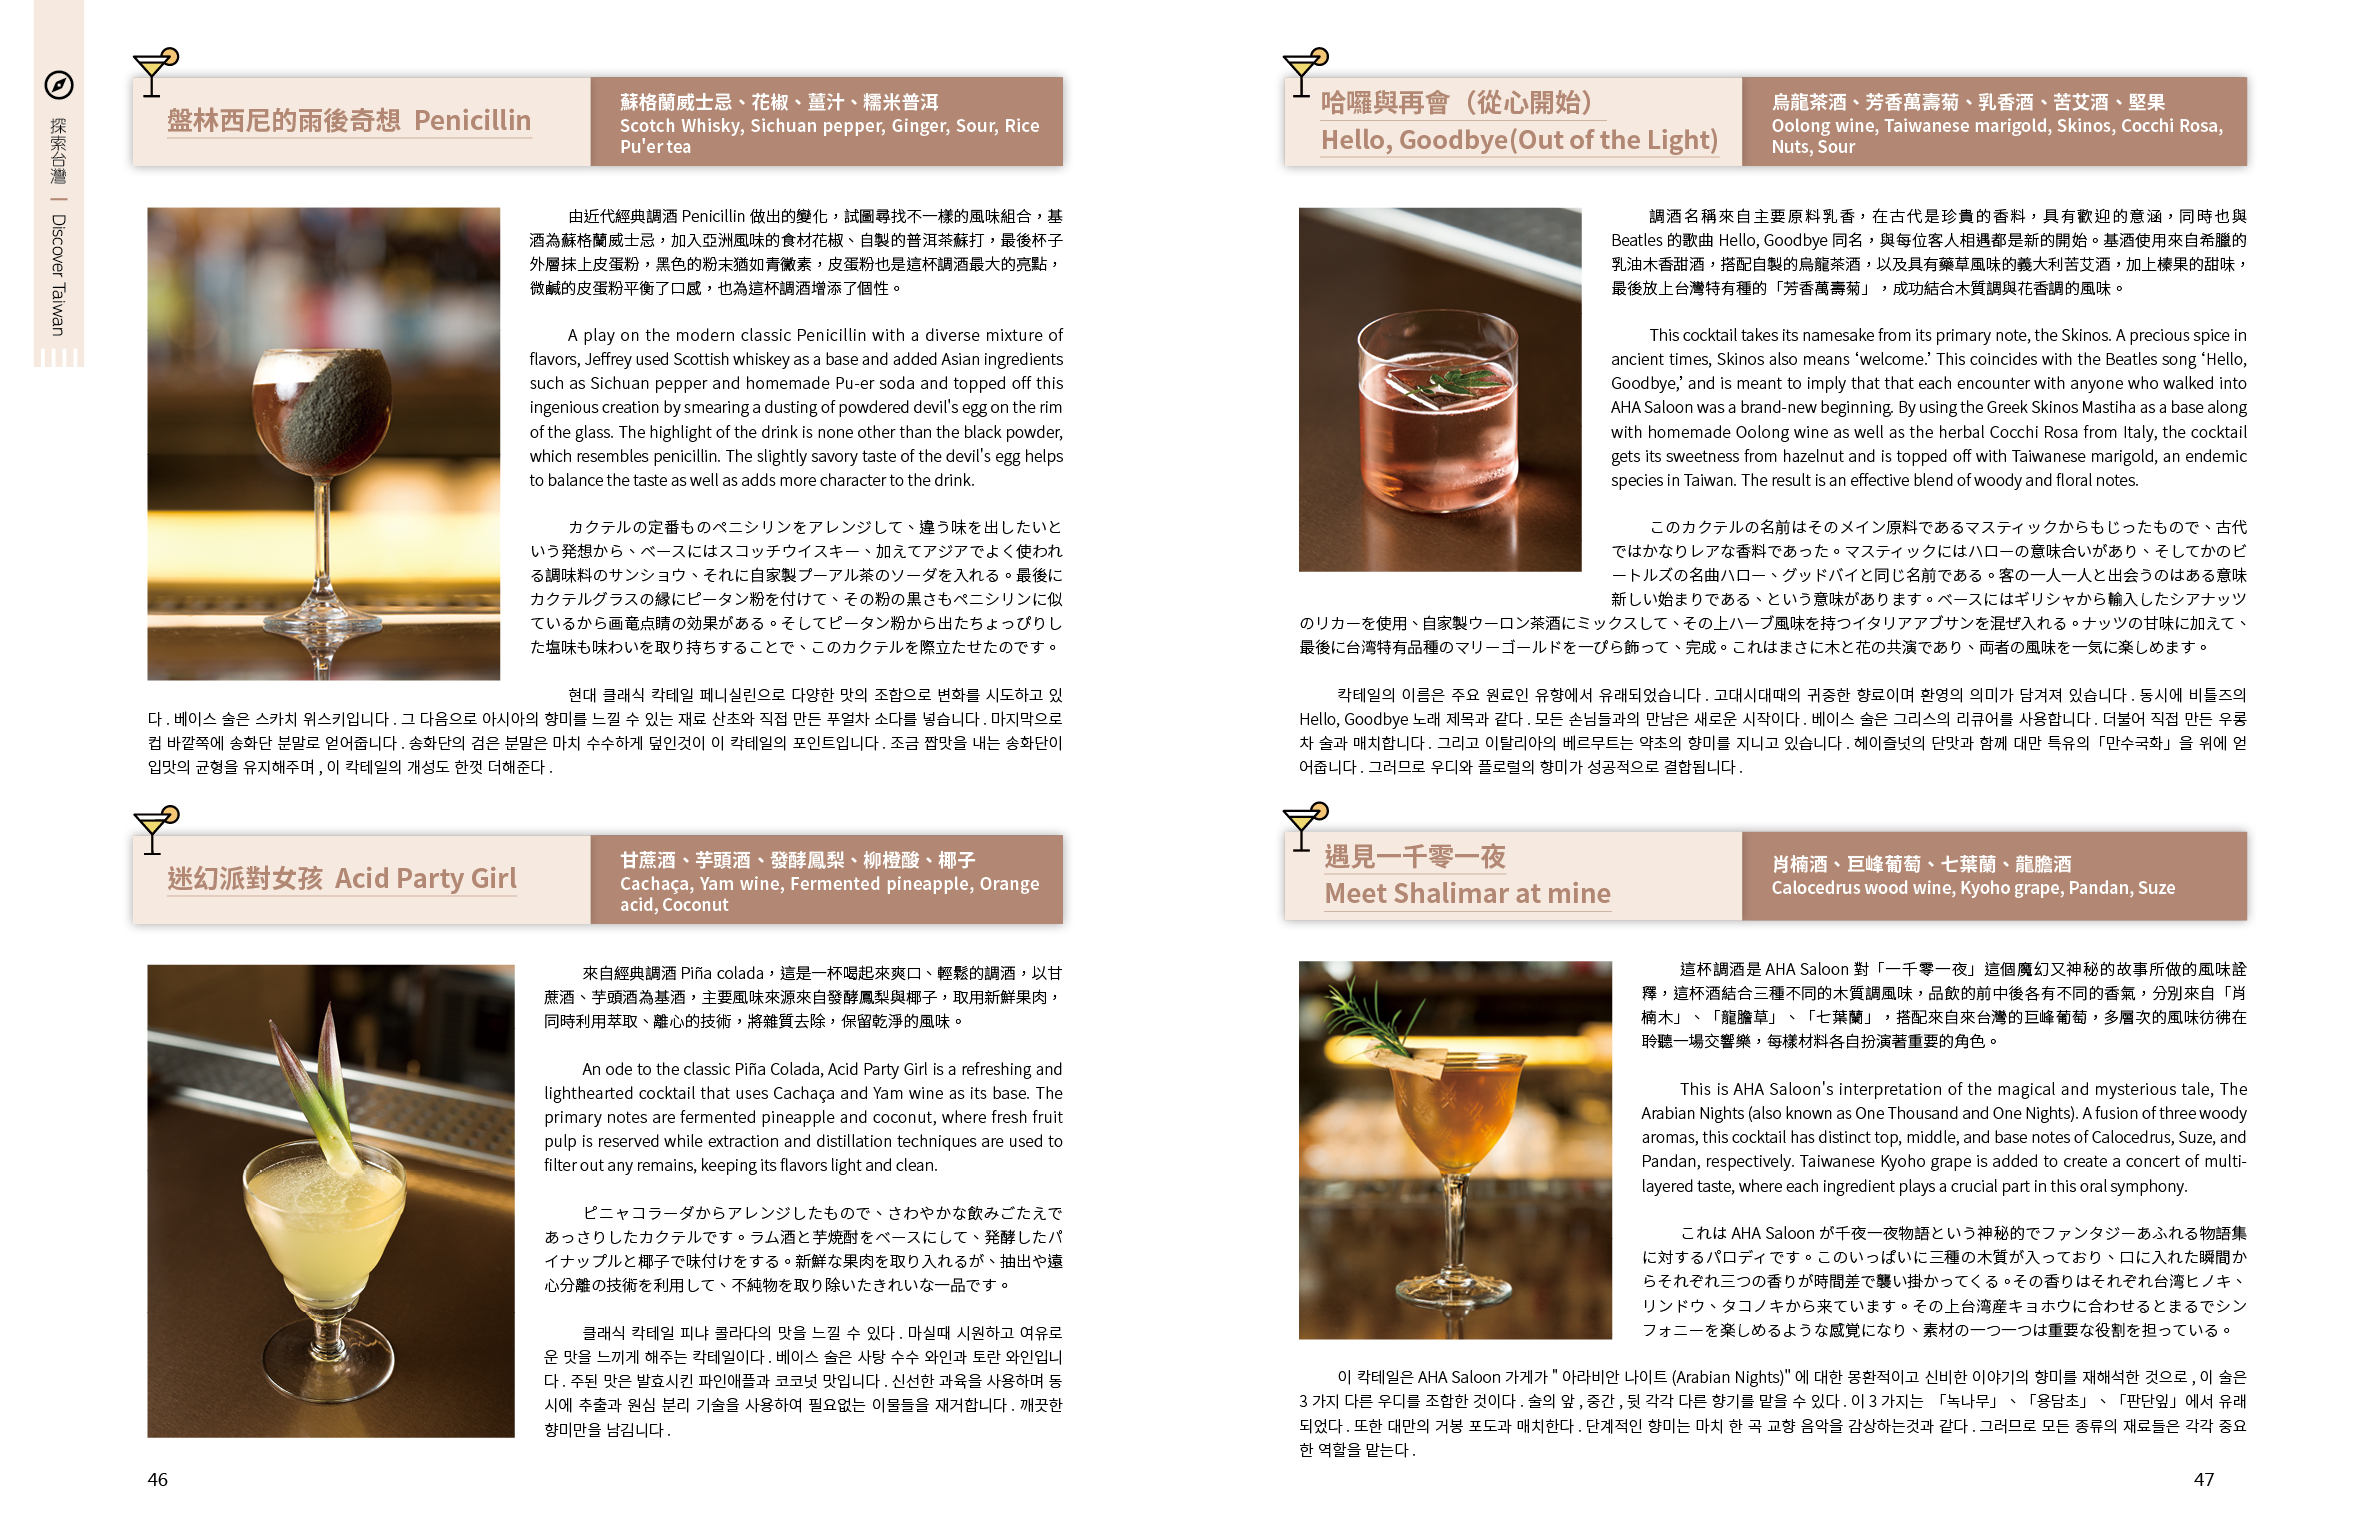 探索台灣 | Discover Taiwan
盤林西尼的雨後奇想 Penicillin
蘇格蘭威士忌、花椒、薑汁、糯米普洱
Scotch Whisky, Sichuan pepper, Ginger, Sour, Rice
Pu'er tea
由近代經典調酒 Penicillin 做出的變化，試圖尋找不一樣的風味組合，基
酒為蘇格蘭威士忌，加入亞洲風味的食材花椒、自製的普洱茶蘇打，最後杯子
外層抹上皮蛋粉，黑色的粉末猶如青黴素，皮蛋粉也是這杯調酒最大的亮點，
微鹹的皮蛋粉平衡了口感，也為這杯調酒增添了個性。
A play on the modern classic Penicillin with a diverse mixture of
flavors, Jeffrey used Scottish whiskey as a base and added Asian ingredients
such as Sichuan pepper and homemade Pu-er soda and topped off this
ingenious creation by smearing a dusting of powdered devil's egg on the rim
of the glass. The highlight of the drink is none other than the black powder,
which resembles penicillin. The slightly savory taste of the devil's egg helps
to balance the taste as well as adds more character to the drink.
カクテルの定番ものペニシリンをアレンジして、違う味を出したいと
いう発想から、ベースにはスコッチウイスキー、加えてアジアでよく使われ
る調味料のサンショウ、それに自家製プーアル茶のソーダを入れる。最後に
カクテルグラスの縁にピータン粉を付けて、その粉の黒さもペニシリンに似
ているから画竜点睛の効果がある。そしてピータン粉から出たちょっぴりし
た塩味も味わいを取り持ちすることで、このカクテルを際立たせたのです。
현대 클래식 칵테일 페니실린으로 다양한 맛의 조합으로 변화를 시도하고 있
다 . 베이스 술은 스카치 위스키입니다 . 그 다음으로 아시아의 향미를 느낄 수 있는 재료 산초와 직접 만든 푸얼차 소다를 넣습니다 . 마지막으로
컵 바깥쪽에 송화단 분말로 얻어줍니다 . 송화단의 검은 분말은 마치 수수하게 덮인것이 이 칵테일의 포인트입니다 . 조금 짭맛을 내는 송화단이
입맛의 균형을 유지해주며 , 이 칵테일의 개성도 한껏 더해준다 .
迷幻派對女孩 Acid Party Girl
甘蔗酒、芋頭酒、發酵鳳梨、柳橙酸、椰子
Cachaça, Yam wine, Fermented pineapple, Orange
acid, Coconut
來自經典調酒 Piña colada，這是一杯喝起來爽口、輕鬆的調酒，以甘
蔗酒、芋頭酒為基酒，主要風味來源來自發酵鳳梨與椰子，取用新鮮果肉，
同時利用萃取、離心的技術，將雜質去除，保留乾淨的風味。
An ode to the classic Piña Colada, Acid Party Girl is a refreshing and
lighthearted cocktail that uses Cachaça and Yam wine as its base. The
primary notes are fermented pineapple and coconut, where fresh fruit
pulp is reserved while extraction and distillation techniques are used to
filter out any remains, keeping its flavors light and clean.
ピニャコラーダからアレンジしたもので、さわやかな飲みごたえで
あっさりしたカクテルです。ラム酒と芋焼酎をベースにして、発酵したパ
イナップルと椰子で味付けをする。新鮮な果肉を取り入れるが、抽出や遠
心分離の技術を利用して、不純物を取り除いたきれいな一品です。
클래식 칵테일 피냐 콜라다의 맛을 느낄 수 있다 . 마실때 시원하고 여유로
운 맛을 느끼게 해주는 칵테일이다 . 베이스 술은 사탕 수수 와인과 토란 와인입니
다 . 주된 맛은 발효시킨 파인애플과 코코넛 맛입니다 . 신선한 과육을 사용하며 동
시에 추출과 원심 분리 기술을 사용하여 필요없는 이물들을 재거합니다 . 깨끗한
향미만을 남깁니다 .
46
哈囉與再會（從心開始）
Hello, Goodbye(Out of the Light)
烏龍茶酒、芳香萬壽菊、乳香酒、苦艾酒、堅果
Oolong wine, Taiwanese marigold, Skinos, Cocchi Rosa,
Nuts, Sour
調酒名稱來自主要原料乳香，在古代是珍貴的香料，具有歡迎的意涵，同時也與
Beatles 的歌曲 Hello, Goodbye 同名，與每位客人相遇都是新的開始。基酒使用來自希臘的
乳油木香甜酒，搭配自製的烏龍茶酒，以及具有藥草風味的義大利苦艾酒，加上榛果的甜味，
最後放上台灣特有種的「芳香萬壽菊」，成功結合木質調與花香調的風味。
This cocktail takes its namesake from its primary note, the Skinos. A precious spice in
ancient times, Skinos also means ‘welcome.’ This coincides with the Beatles song ‘Hello,
Goodbye,’ and is meant to imply that that each encounter with anyone who walked into
AHA Saloon was a brand-new beginning. By using the Greek Skinos Mastiha as a base along
with homemade Oolong wine as well as the herbal Cocchi Rosa from Italy, the cocktail
gets its sweetness from hazelnut and is topped off with Taiwanese marigold, an endemic
species in Taiwan. The result is an effective blend of woody and floral notes.
このカクテルの名前はそのメイン原料であるマスティックからもじったもので、古代
ではかなりレアな香料であった。マスティックにはハローの意味合いがあり、そしてかのビ
ートルズの名曲ハロー、グッドバイと同じ名前である。客の一人一人と出会うのはある意味
新しい始まりである、という意味があります。ベースにはギリシャから輸入したシアナッツ
のリカーを使用、自家製ウーロン茶酒にミックスして、その上ハーブ風味を持つイタリアアブサンを混ぜ入れる。ナッツの甘味に加えて、
最後に台湾特有品種のマリーゴールドを一ぴら飾って、完成。これはまさに木と花の共演であり、両者の風味を一気に楽しめます。
칵테일의 이름은 주요 원료인 유향에서 유래되었습니다 . 고대시대때의 귀중한 향료이며 환영의 의미가 담겨져 있습니다 . 동시에 비틀즈의
Hello, Goodbye 노래 제목과 같다 . 모든 손님들과의 만남은 새로운 시작이다 . 베이스 술은 그리스의 리큐어를 사용합니다 . 더불어 직접 만든 우롱
차 술과 매치합니다 . 그리고 이탈리아의 베르무트는 약초의 향미를 지니고 있습니다 . 헤이즐넛의 단맛과 함께 대만 특유의「만수국화」을 위에 얻
어줍니다 . 그러므로 우디와 플로럴의 향미가 성공적으로 결합됩니다 .
遇見一千零一夜
Meet Shalimar at mine
肖楠酒、巨峰葡萄、七葉蘭、龍膽酒
Calocedrus wood wine, Kyoho grape, Pandan, Suze
這杯調酒是 AHA Saloon 對「一千零一夜」這個魔幻又神秘的故事所做的風味詮
釋，這杯酒結合三種不同的木質調風味，品飲的前中後各有不同的香氣，分別來自「肖
楠木」、「龍膽草」、「七葉蘭」，搭配來自來台灣的巨峰葡萄，多層次的風味彷彿在
聆聽一場交響樂，每樣材料各自扮演著重要的角色。
This is AHA Saloon's interpretation of the magical and mysterious tale, The
Arabian Nights (also known as One Thousand and One Nights). A fusion of three woody
aromas, this cocktail has distinct top, middle, and base notes of Calocedrus, Suze, and
Pandan, respectively. Taiwanese Kyoho grape is added to create a concert of multi-
layered taste, where each ingredient plays a crucial part in this oral symphony.
これは AHA Saloon が千夜一夜物語という神秘的でファンタジーあふれる物語集
に対するパロディです。このいっぱいに三種の木質が入っており、口に入れた瞬間か
らそれぞれ三つの香りが時間差で襲い掛かってくる。その香りはそれぞれ台湾ヒノキ、
リンドウ、タコノキから来ています。その上台湾産キョホウに合わせるとまるでシン
フォニーを楽しめるような感覚になり、素材の一つ一つは重要な役割を担っている。
이 칵테일은 AHA Saloon 가게가 " 아라비안 나이트 (Arabian Nights)" 에 대한 몽환적이고 신비한 이야기의 향미를 재해석한 것으로 , 이 술은
3 가지 다른 우디를 조합한 것이다 . 술의 앞 , 중간 , 뒷 각각 다른 향기를 맡을 수 있다 . 이 3 가지는 「녹나무」、「용담초」、「판단잎」에서 유래
되었다 . 또한 대만의 거봉 포도과 매치한다 . 단계적인 향미는 마치 한 곡 교향 음악을 감상하는것과 같다 . 그러므로 모든 종류의 재료들은 각각 중요
한 역할을 맡는다 .
47